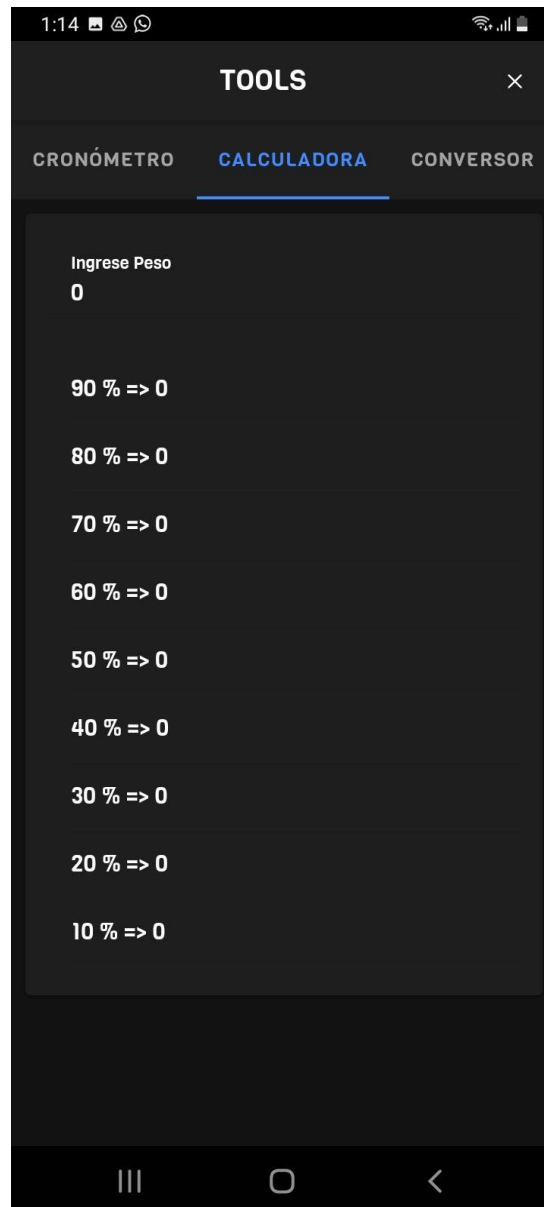 1:14
TOOLS
CRONÓMETRO CALCULADORA CONVERSOR
Ingrese Peso
0
90 % => 0
80 % => 0
70 % => 0
60 % => 0
50 % => 0
40 % => 0
30 % => 0
20 % => 0
10 % => 0